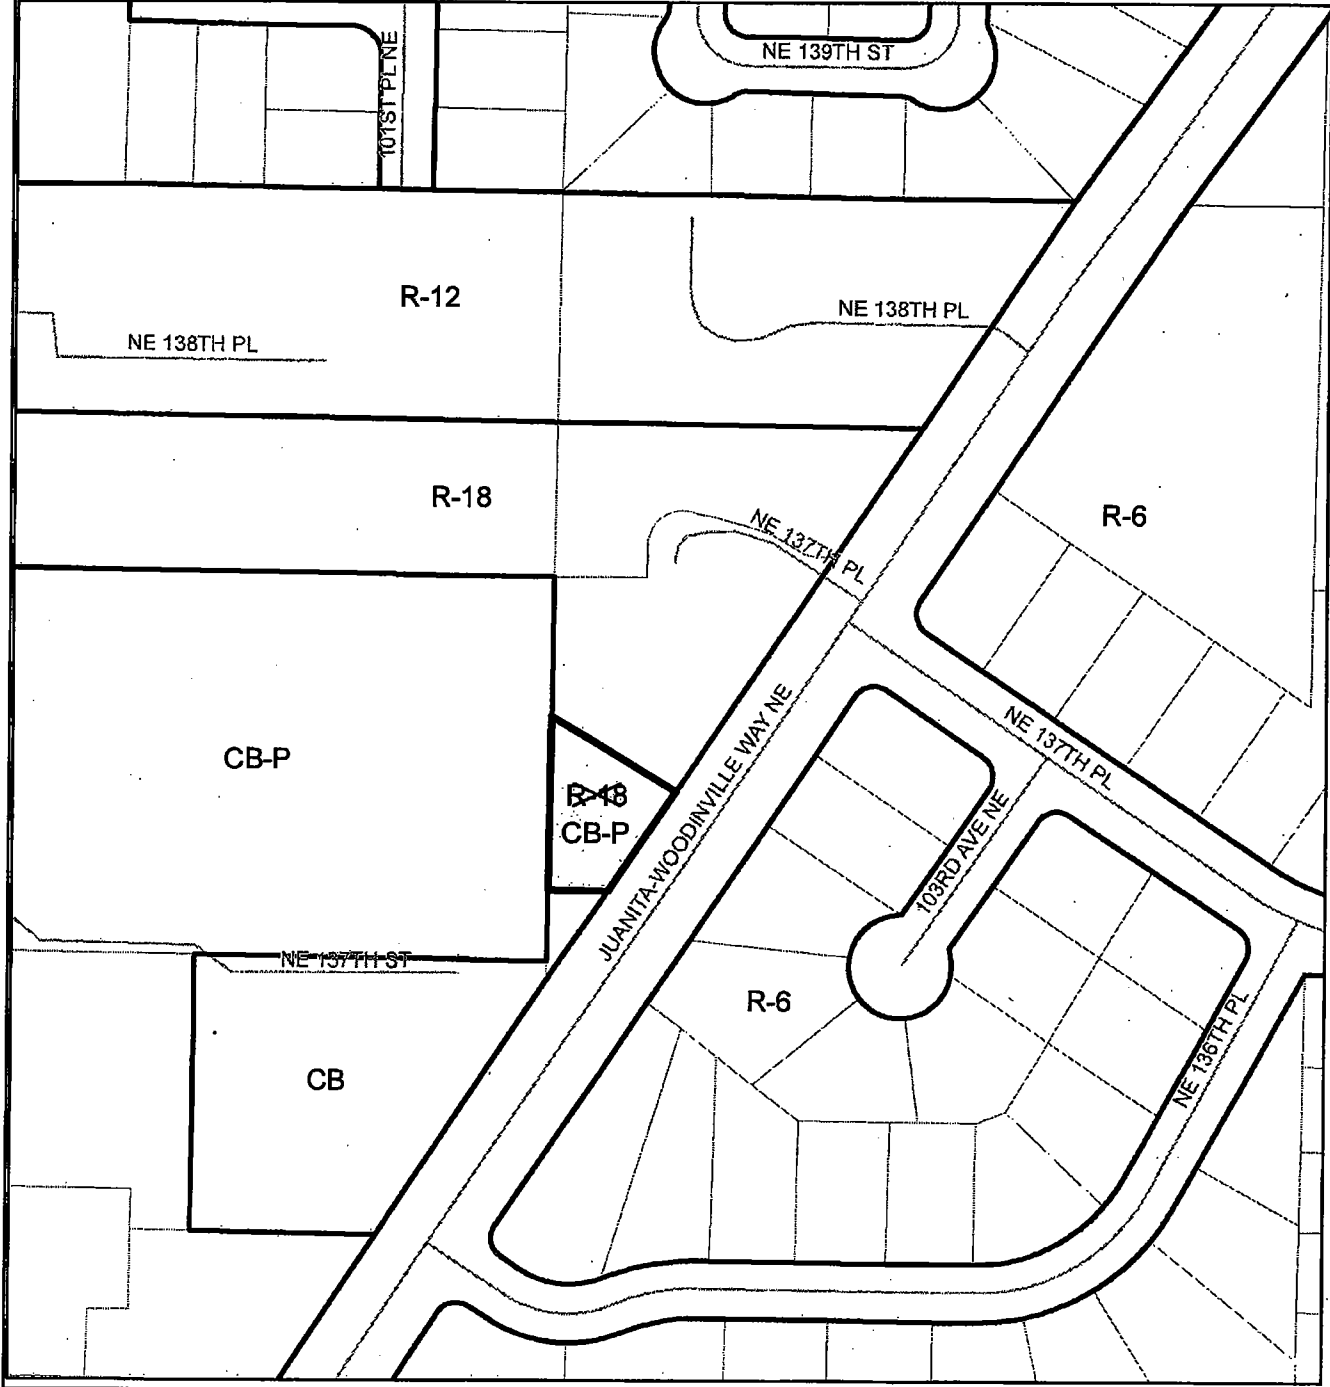 NE 139TH ST
101ST PL NE
R-12
NE 138TH PL
NE 138TH PL
R-18
NE 137TH PL
R-6
CB-P
R-18
CB-P
JUANITA-WOODINVILLE WAY NE
NE 137TH PL
103RD AVE NE
NE 137TH ST
R-6
NE 136TH PL
CB